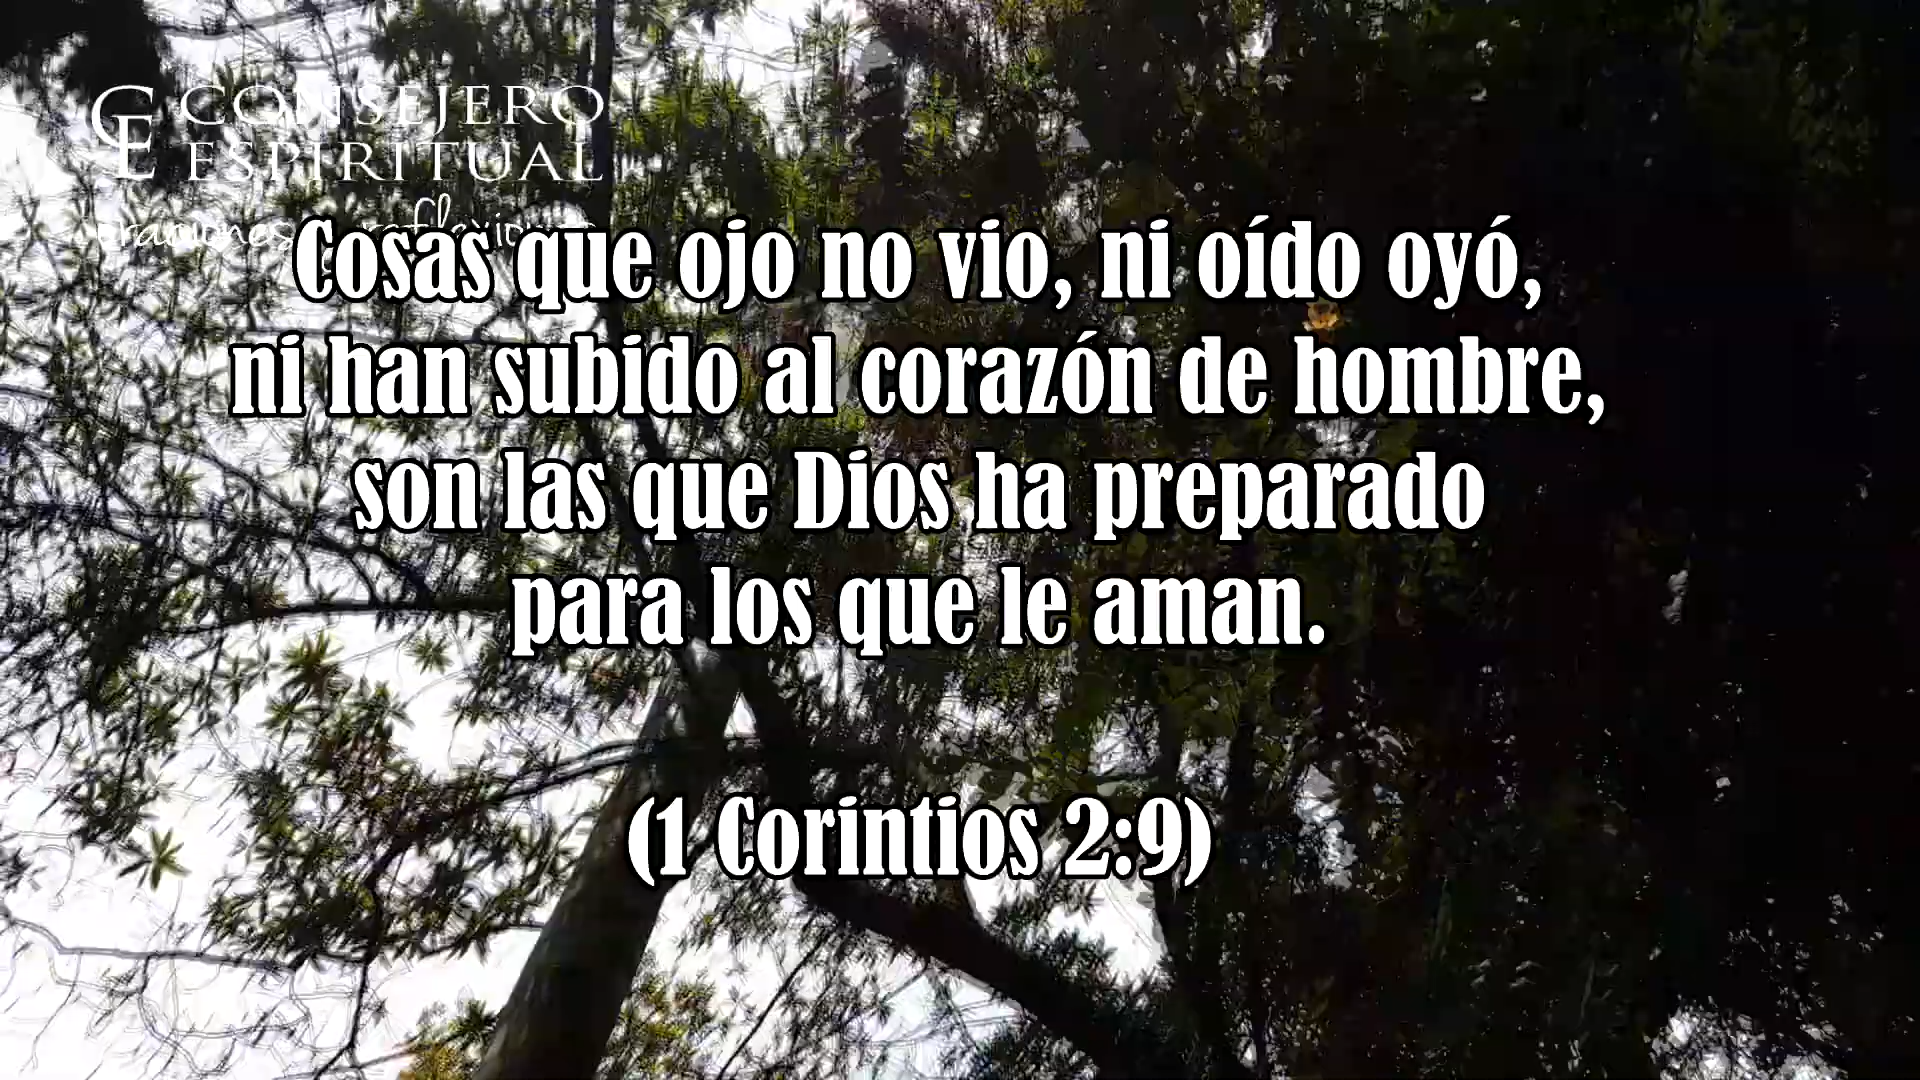 CE CONSEJERO
ESPIRITUAL
Cosas que ojo no vio, ni oído oyó,
ni han subido al corazón de hombre,
son las que Dios ha preparado
para los que le aman.
(1 Corintios 2:9)